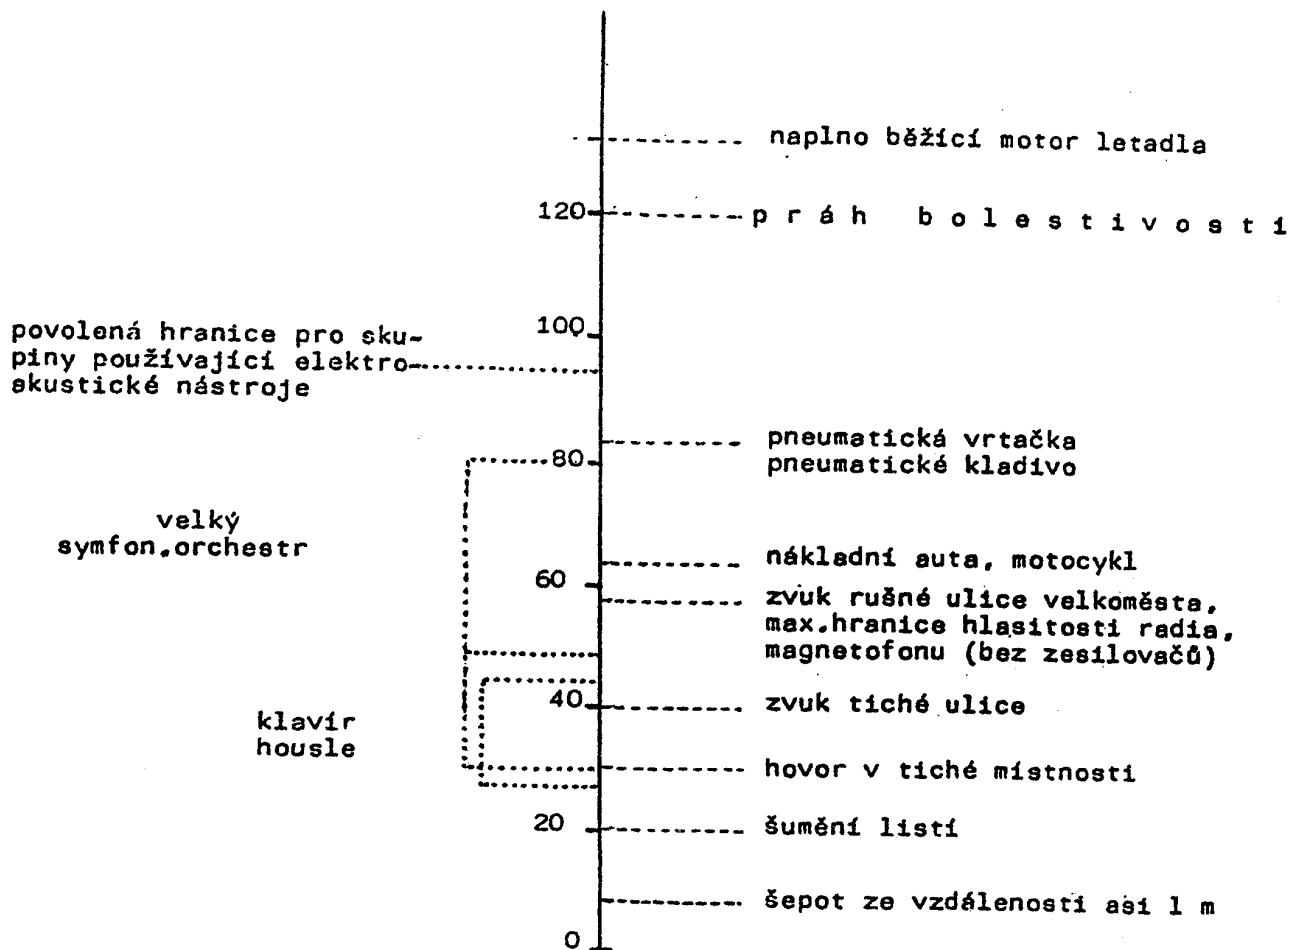 naplno běžící motor letadla
120
práh bolestivosti
100
povolená hranice pro sku-
piny používající elektro-
akustické nástroje
pneumatická vrtačka
80
pneumatické kladivo
velký
symfon.orchestr
nákladní auta, motocykl
60
zvuk rušné ulice velkoměsta,
max.hranice hlasitosti radia,
magnetofonu (bez zesilovačů)
40
zvuk tiché ulice
klavír
housle
hovor v tiché místnosti
20
šumění listí
šepot ze vzdálenosti asi 1 m
0